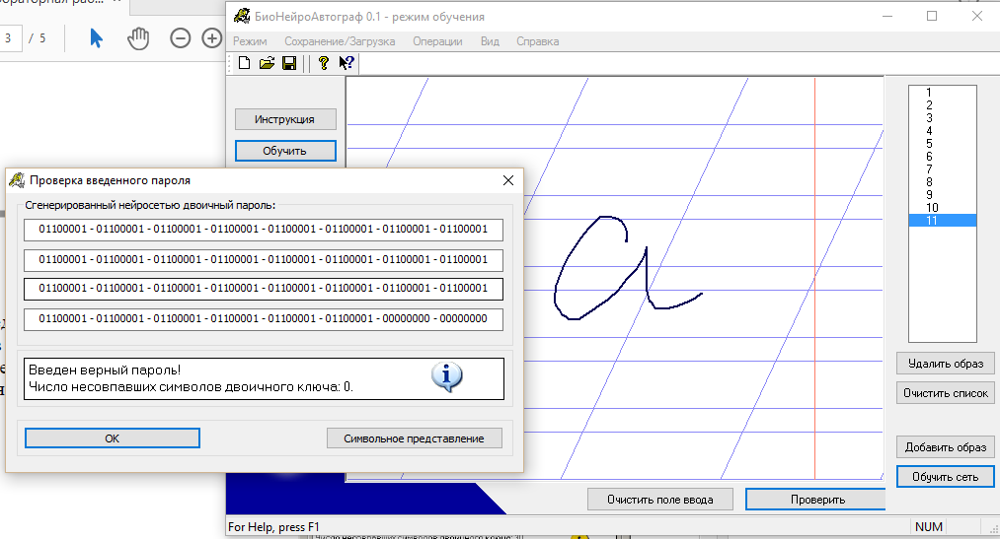 3 / 5
БиоНейроАвтограф 0.1 - режим обучения
Режим Сохранение/Загрузка Операции Вид Справка
Инструкция
Обучить
1
2
3
4
5
6
7
8
9
10
11
Проверка введенного пароля
Сгенерированный нейросетью двоичный пароль:
01100001 - 01100001 - 01100001 - 01100001 - 01100001 - 01100001 - 01100001 - 01100001
01100001 - 01100001 - 01100001 - 01100001 - 01100001 - 01100001 - 01100001 - 01100001
01100001 - 01100001 - 01100001 - 01100001 - 01100001 - 01100001 - 01100001 - 01100001
01100001 - 01100001 - 01100001 - 01100001 - 01100001 - 01100001 - 00000000 - 00000000
Введен верный пароль!
Число несовпавших символов двоичного ключа: 0.
OK
Символьное представление
а
Удалить образ
Очистить список
Добавить образ
Обучить сеть
Очистить поле ввода
Проверить
For Help, press F1
NUM